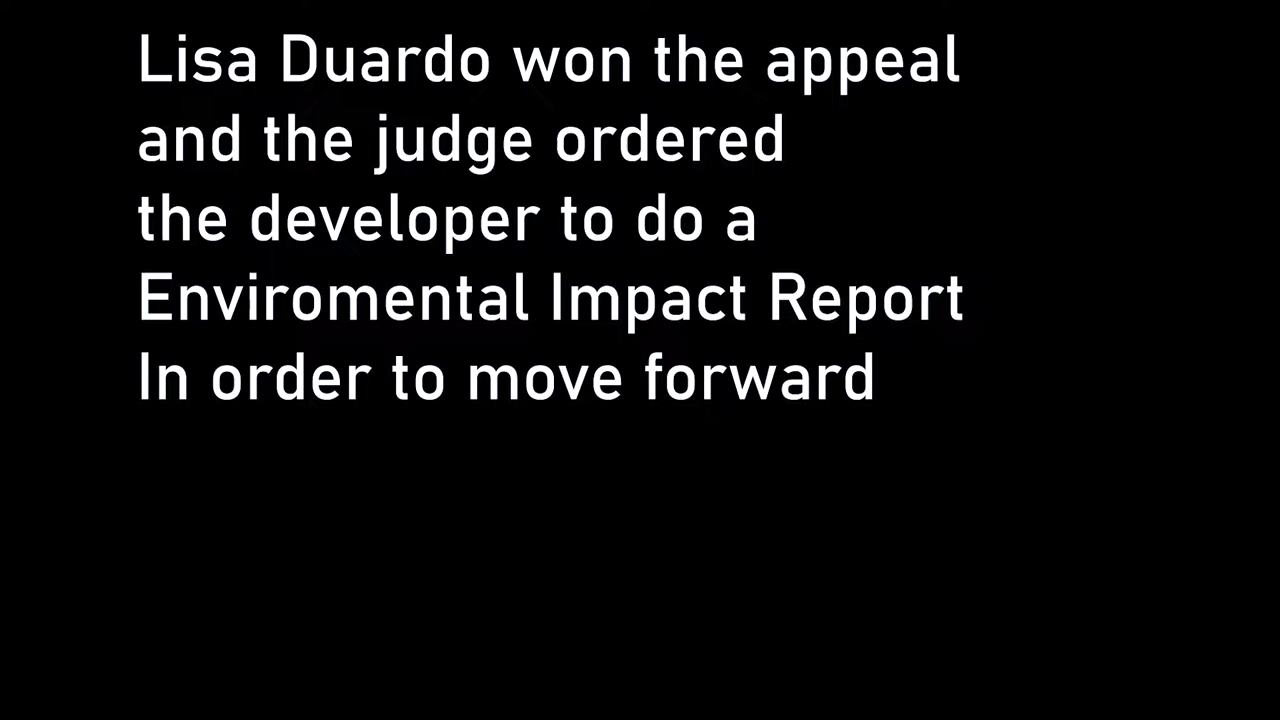 Lisa Duardo won the appeal
and the judge ordered
the developer to do a
Enviromental Impact Report
In order to move forward